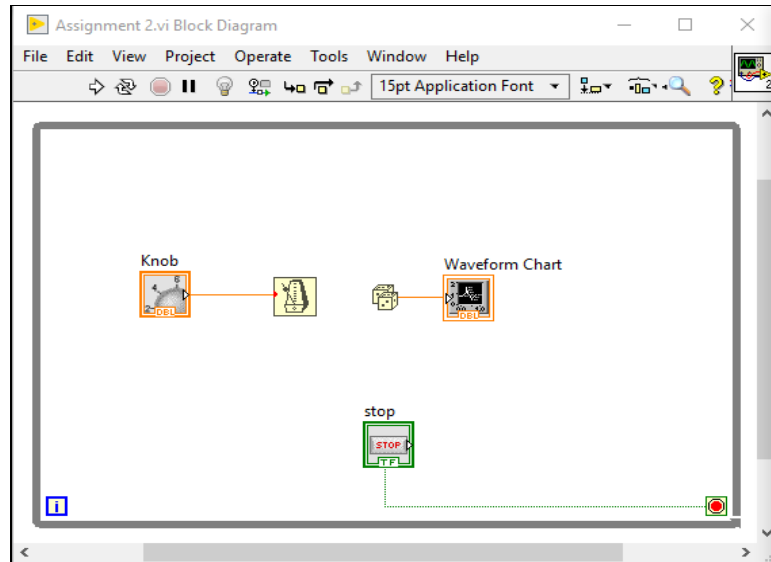 Assignment 2.vi Block Diagram
File Edit View Project Operate Tools Window Help
15pt Application Font
2
Knob
Waveform Chart
DBL
DBL
stop
STOP
TF
i